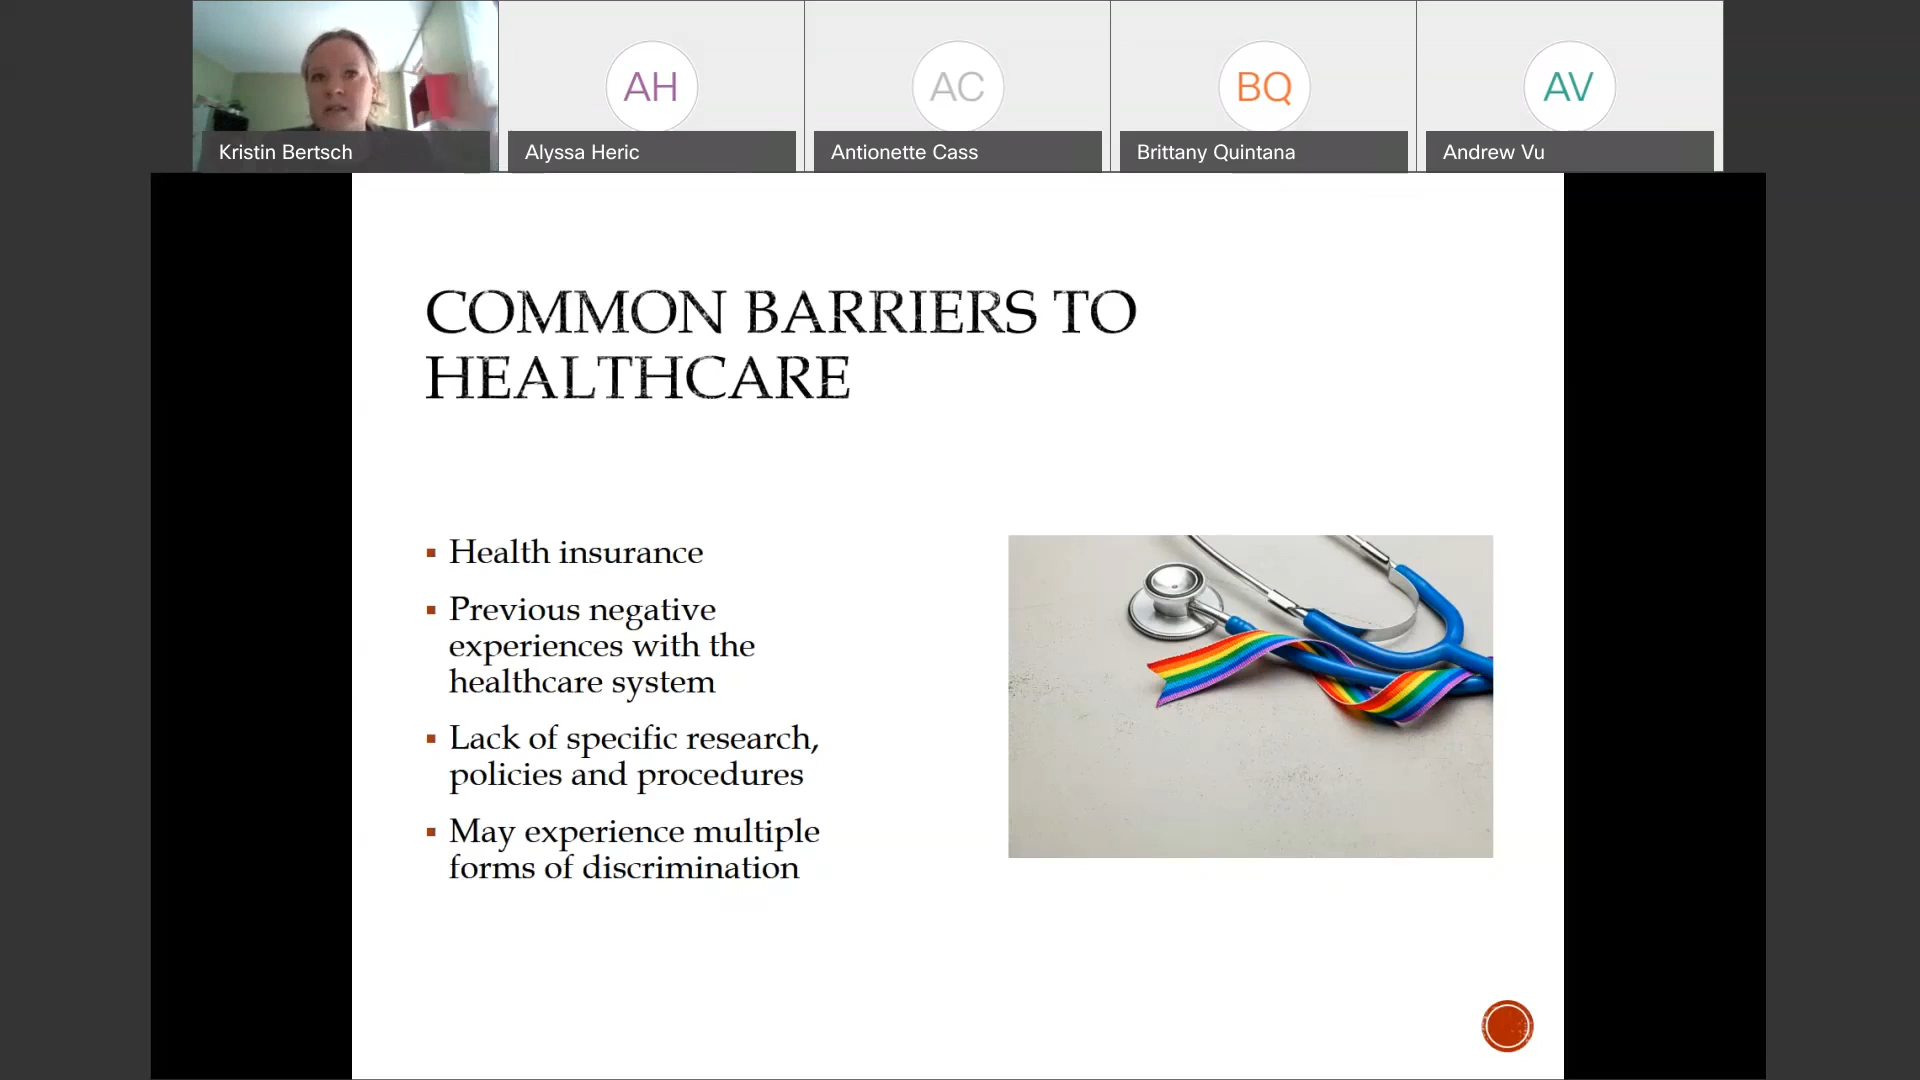 AH
AC
BQ
AV
Kristin Bertsch
Alyssa Heric
Antionette Cass
Brittany Quintana
Andrew Vu
COMMON BARRIERS TO
HEALTHCARE
▪ Health insurance
▪ Previous negative
experiences with the
healthcare system
▪ Lack of specific research,
policies and procedures
▪ May experience multiple
forms of discrimination